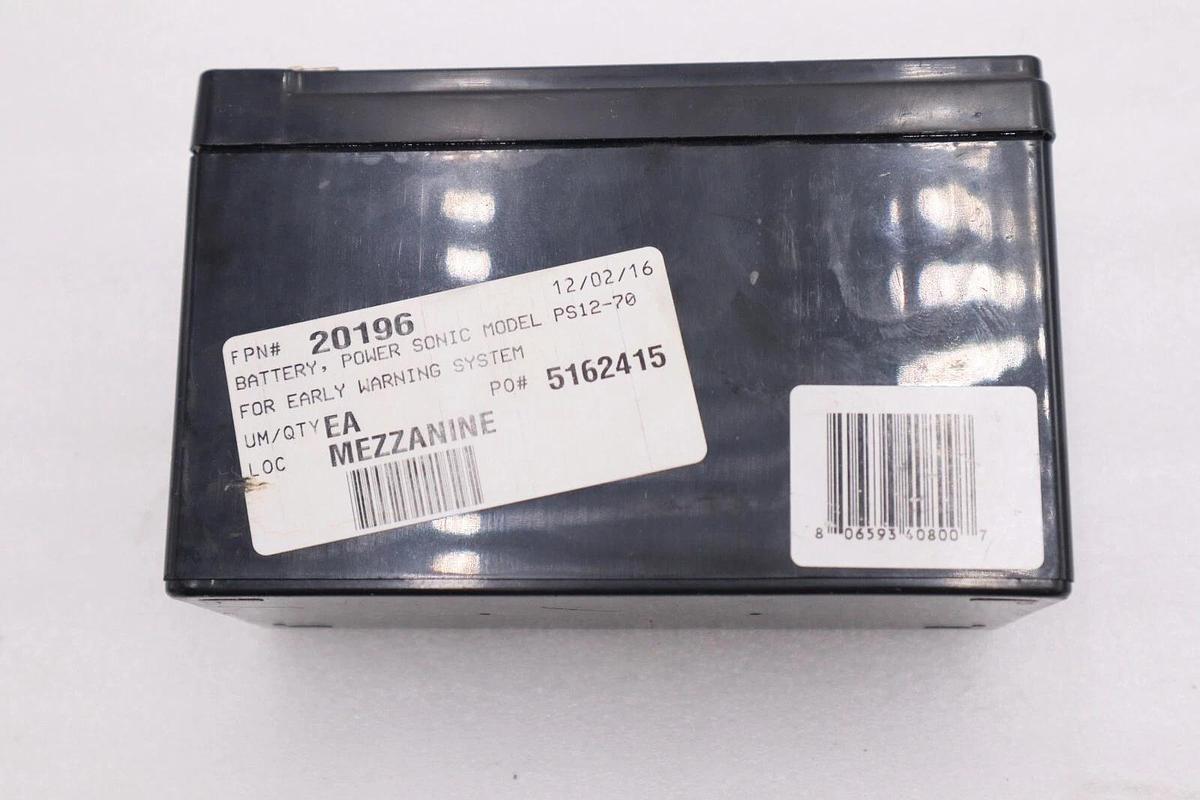 12/02/16
FPN# 20196
BATTERY, POWER SONIC MODEL PS12-70
FOR EARLY WARNING SYSTEM
UM/QTY EA PO# 5162415
LOC MEZZANINE
8 06593 40800 7